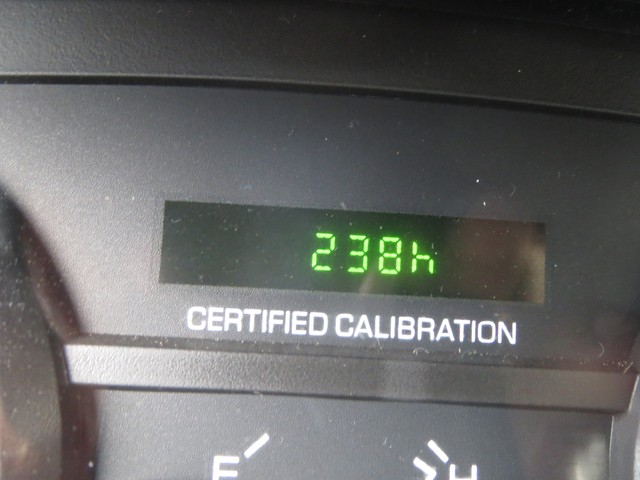 238h
CERTIFIED CALIBRATION
F H